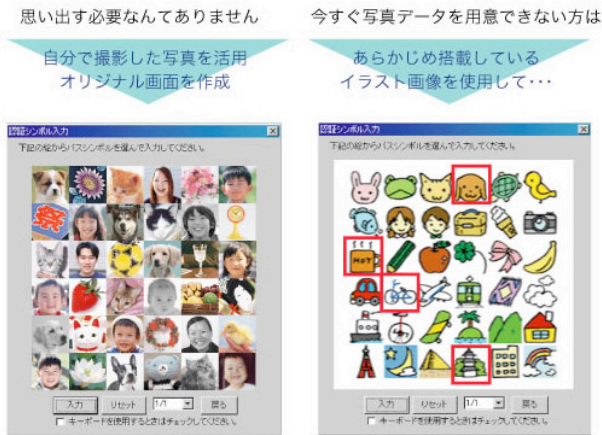 思い出す必要なんてありません
自分で撮影した写真を活用
オリジナル画面を作成
認証シンボル入力
下記の絵からパスシンボルを選んで入力してください。
祭
入力
リセット
1/1
戻る
キーボードを使用するときはチェックしてください。
今すぐ写真データを用意できない方は
あらかじめ搭載している
イラスト画像を使用して・・・
認証シンボル入力
下記の絵からパスシンボルを選んで入力してください。
HOT
入力
リセット
1/1
戻る
キーボードを使用するときはチェックしてください。